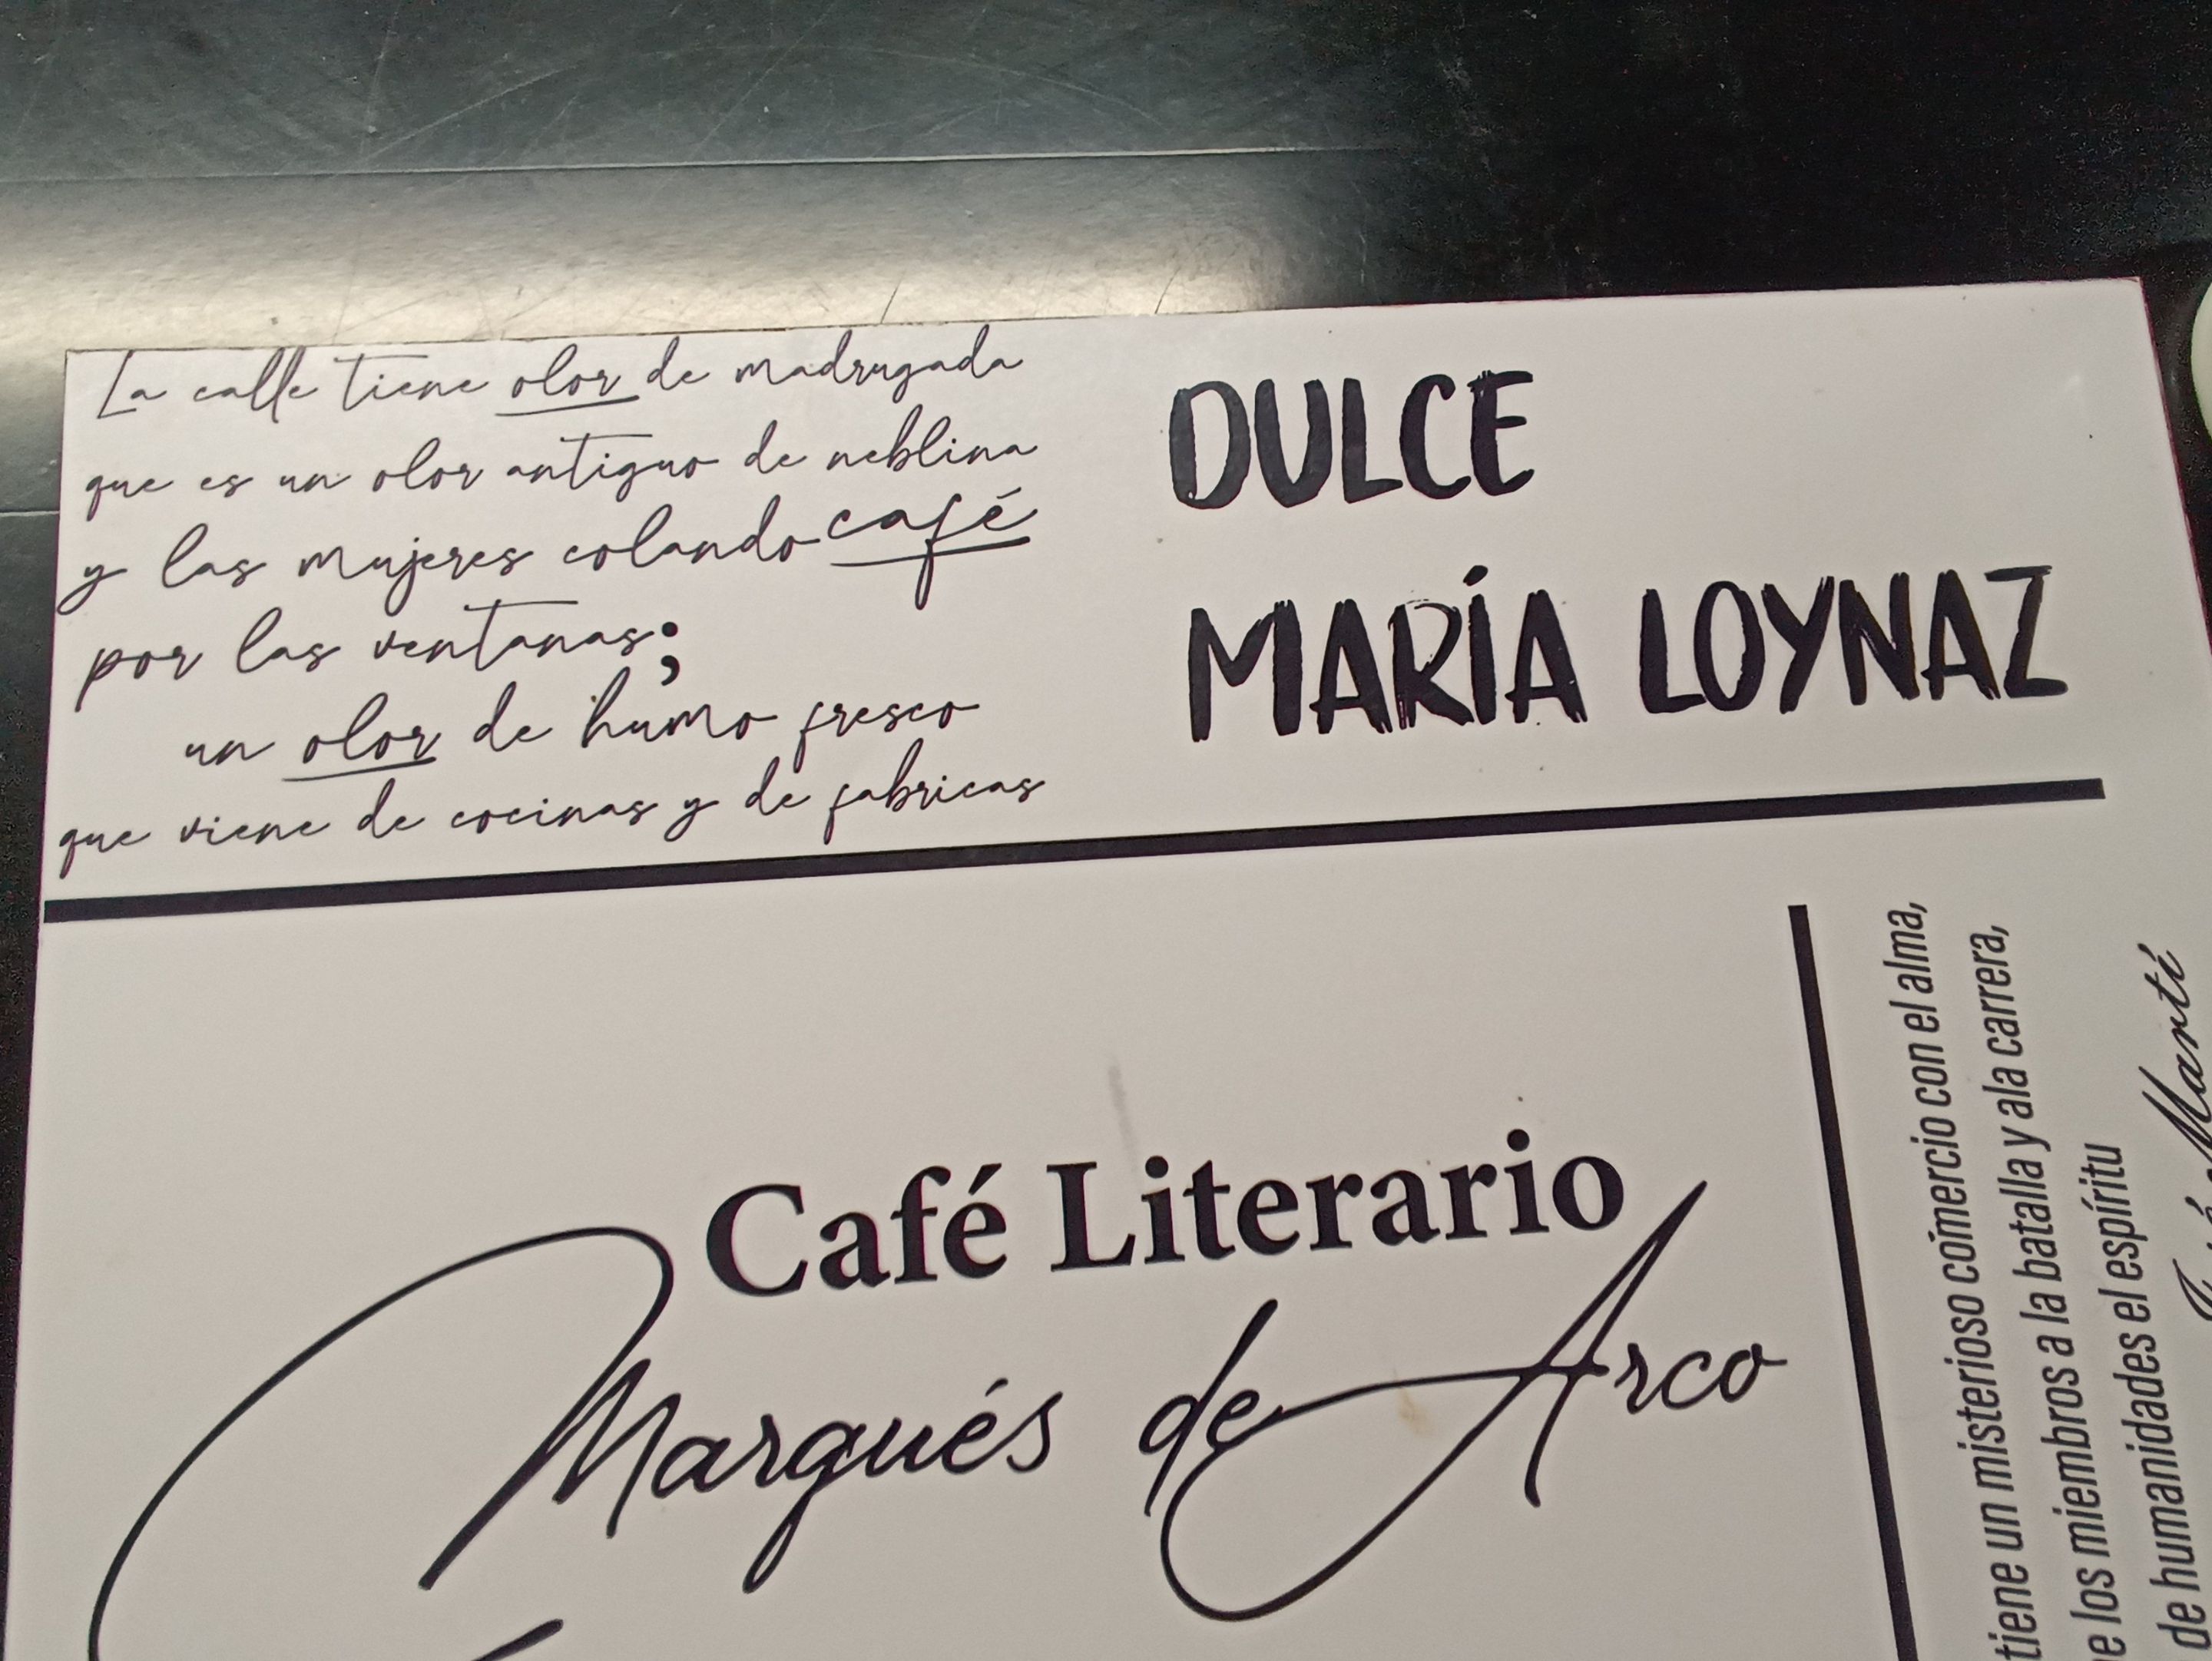 La calle tiene olor de madrugada
que es un olor antiguo de neblina
y las mujeres colando café
por las ventanas;
un olor de humo fresco
que viene de cocinas y de fabricas
DULCE
MARÍA LOYNAZ
Café Literario
Marqués de Arco
tiene un misterioso comercio con el alma,
los miembros a la batalla y ala carrera,
de humanidades el espíritu
Martí